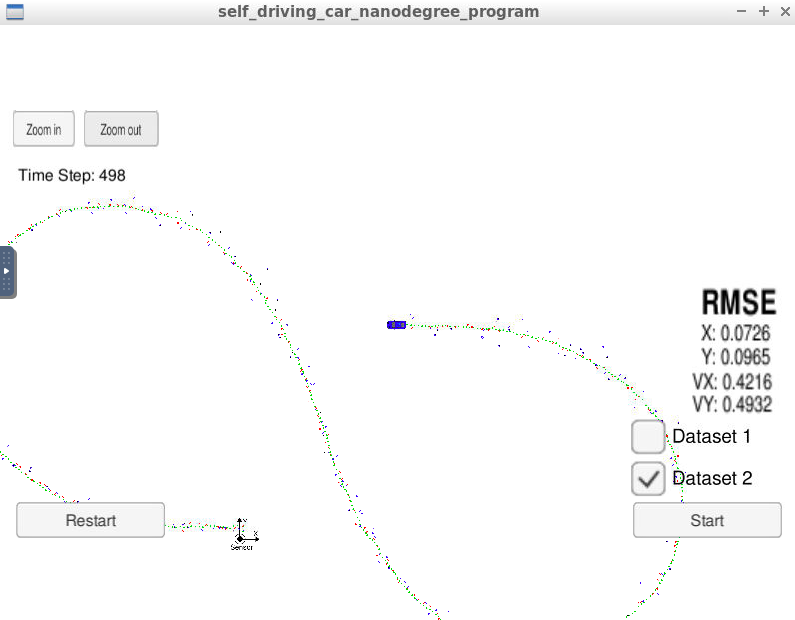 self_driving_car_nanodegree_program
Zoom in
Zoom out
Time Step: 498
RMSE
X: 0.0726
Y: 0.0965
VX: 0.4216
VY: 0.4932
Dataset 1
Dataset 2
Restart
Start
Y
X
Sensor